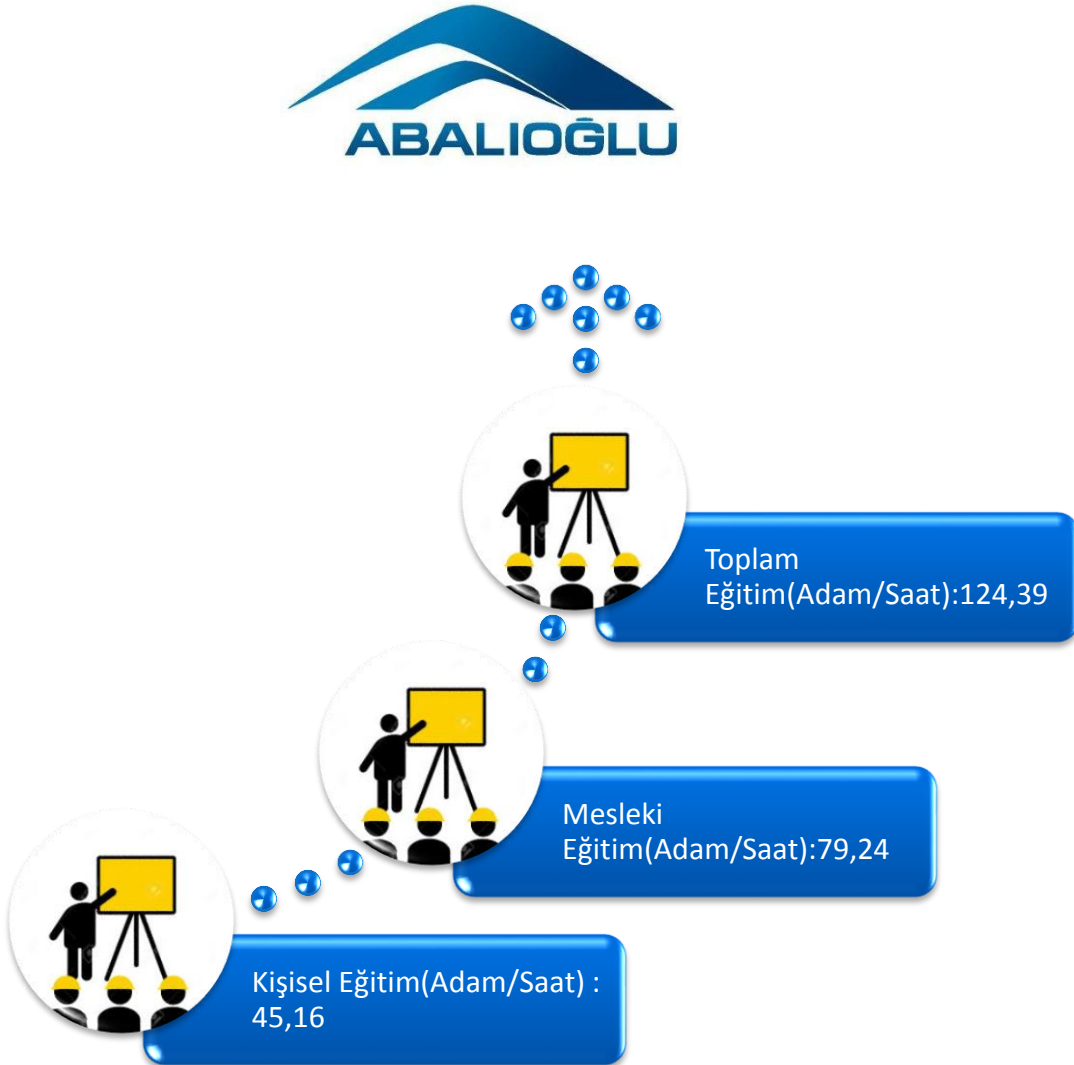 ABALIOĞLU
Toplam
Eğitim(Adam/Saat):124,39
Mesleki
Eğitim(Adam/Saat):79,24
Kişisel Eğitim(Adam/Saat) :
45,16